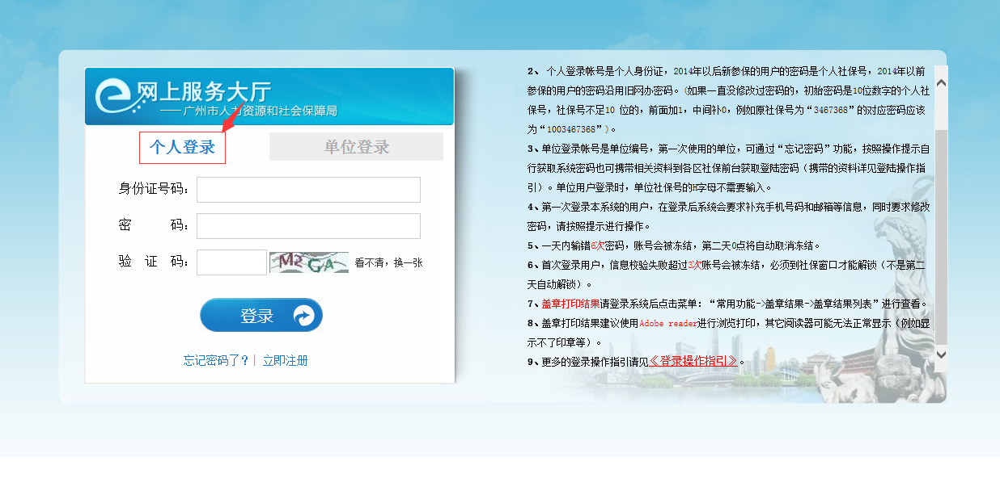 网上服务大厅
——广州市人力资源和社会保障局
个人登录
单位登录
身份证号码：
密 码：
验 证 码：
M2 GA
看不清，换一张
登录
忘记密码了？| 立即注册
2、 个人登录帐号是个人身份证，2014年以后新参保的用户的密码是个人社保号，2014年以前
参保的用户的密码沿用旧网办密码。(如果一直没修改过密码的，初始密码是10位数字的个人社
保号，社保号不足10 位的，前面加1，中间补0，例如原社保号为“3467368”的对应密码应该
为“1003467368”)。
3、单位登录帐号是单位编号，第一次使用的单位，可通过“忘记密码”功能，按照操作提示自
行获取系统密码也可携带相关资料到各区社保前台获取登陆密码（携带的资料详见登陆操作指
引）。单位用户登录时，单位社保号的H字母不需要输入。
4、第一次登录本系统的用户，在登录后系统会要求补充手机号码和邮箱等信息，同时要求修改
密码，请按照提示进行操作。
5、一天内输错6次密码，账号会被冻结，第二天0点将自动取消冻结。
6、首次登录用户，信息校验失败超过3次账号会被冻结，必须到社保窗口才能解锁（不是第二
天自动解锁）。
7、盖章打印结果请登录系统后点击菜单：“常用功能->盖章结果->盖章结果列表”进行查看。
8、盖章打印结果建议使用Adobe reader进行浏览打印，其它阅读器可能无法正常显示（例如显
示不了印章等）。
9、更多的登录操作指引请见《登录操作指引》。